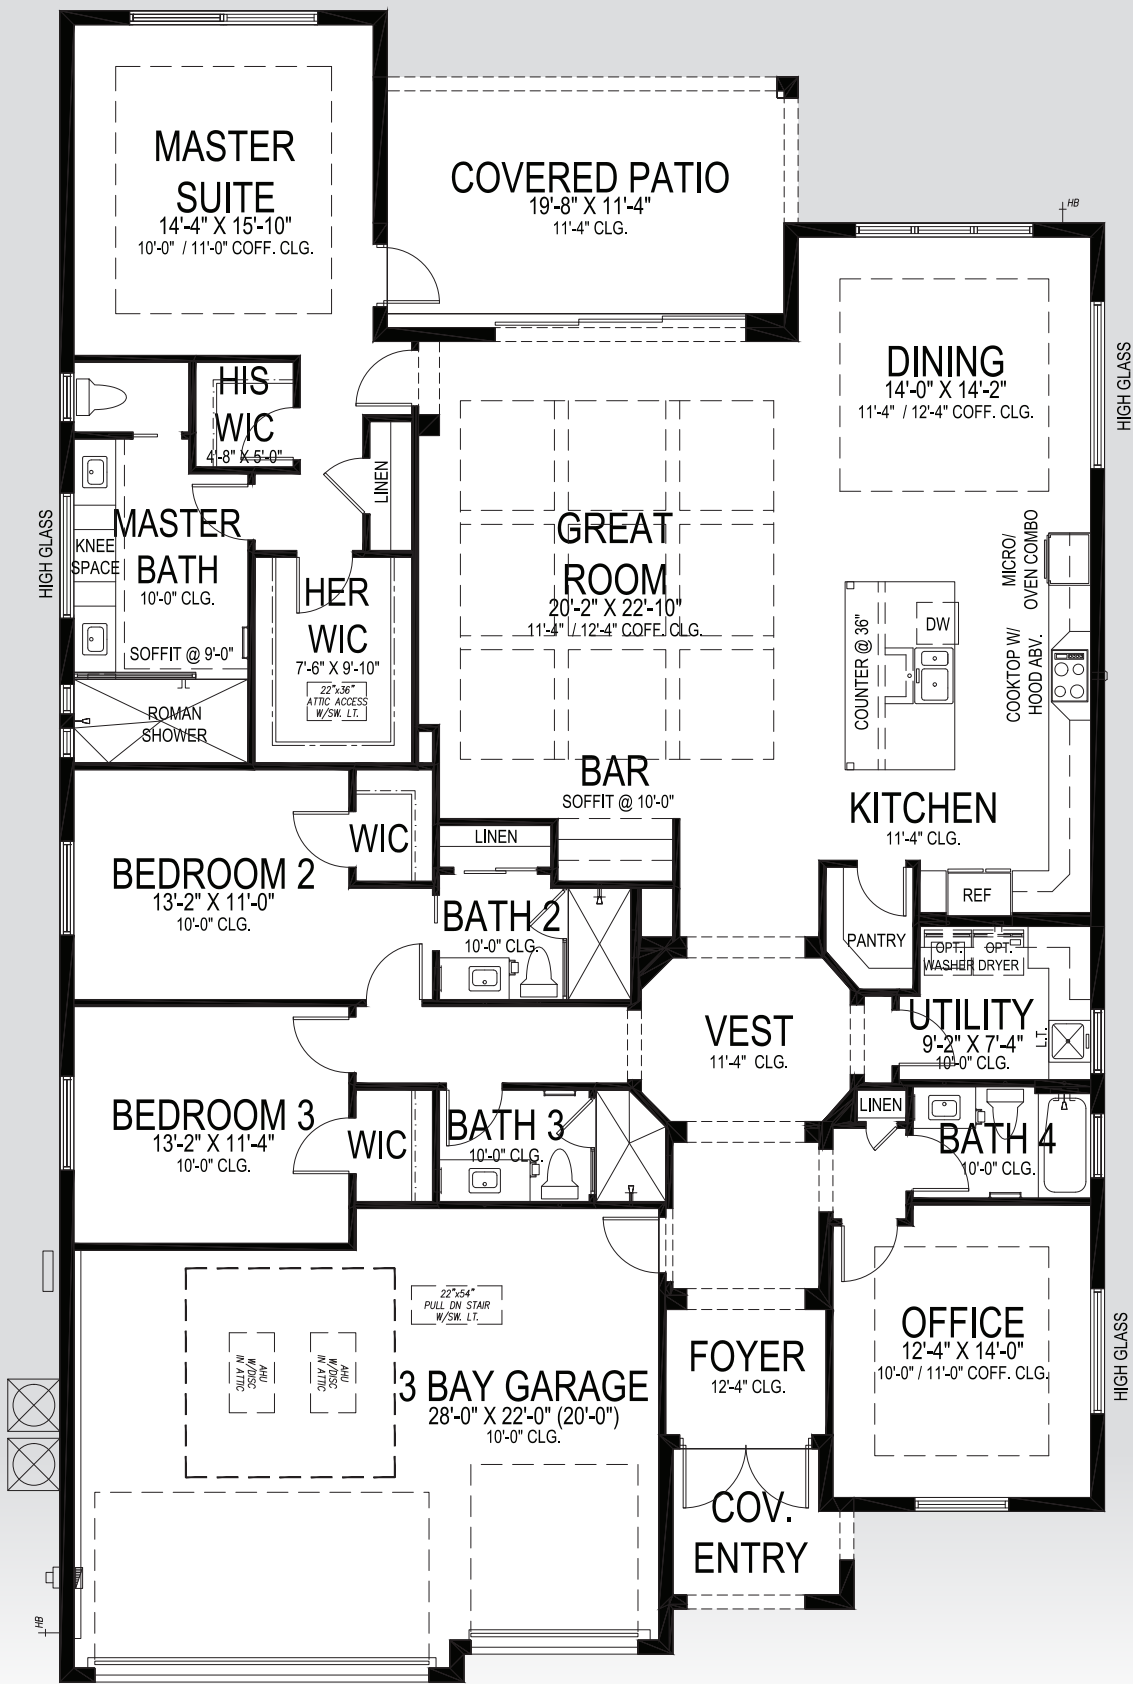 MASTER
SUITE
14'-4" X 15'-10"
10'-0" / 11'-0" COFF. CLG.
COVERED PATIO
19'-8" X 11'-4"
11'-4" CLG.
HB
DINING
14'-0" X 14'-2"
11'-4" / 12'-4" COFF. CLG.
HIGH GLASS
HIS
WIC
4'-8" X 5'-0"
LINEN
HIGH GLASS
MASTER
BATH
10'-0" CLG.
KNEE
SPACE
SOFFIT @ 9'-0"
ROMAN
SHOWER
HER
WIC
7'-6" X 9'-10"
22"x36"
ATTIC ACCESS
W/SW. LT.
GREAT
ROOM
20'-2" X 22'-10"
11'-4" / 12'-4" COFF. CLG.
MICRO/
OVEN COMBO
COUNTER @ 36"
DW
COOKTOP W/
HOOD ABV.
BAR
SOFFIT @ 10'-0"
KITCHEN
11'-4" CLG.
REF
PANTRY
LINEN
WIC
BEDROOM 2
13'-2" X 11'-0"
10'-0" CLG.
BATH 2
10'-0" CLG.
OPT.
WASHER
OPT.
DRYER
UTILITY
9'-2" X 7'-4"
10'-0" CLG.
L.T.
VEST
11'-4" CLG.
BEDROOM 3
13'-2" X 11'-4"
10'-0" CLG.
WIC
BATH 3
10'-0" CLG.
LINEN
BATH 4
10'-0" CLG.
22"x54"
PULL DN STAIR
W/SW. LT.
AHU
W/DISC
IN ATTIC
AHU
W/DISC
IN ATTIC
3 BAY GARAGE
28'-0" X 22'-0" (20'-0")
10'-0" CLG.
FOYER
12'-4" CLG.
OFFICE
12'-4" X 14'-0"
10'-0" / 11'-0" COFF. CLG.
HIGH GLASS
COV.
ENTRY
HB